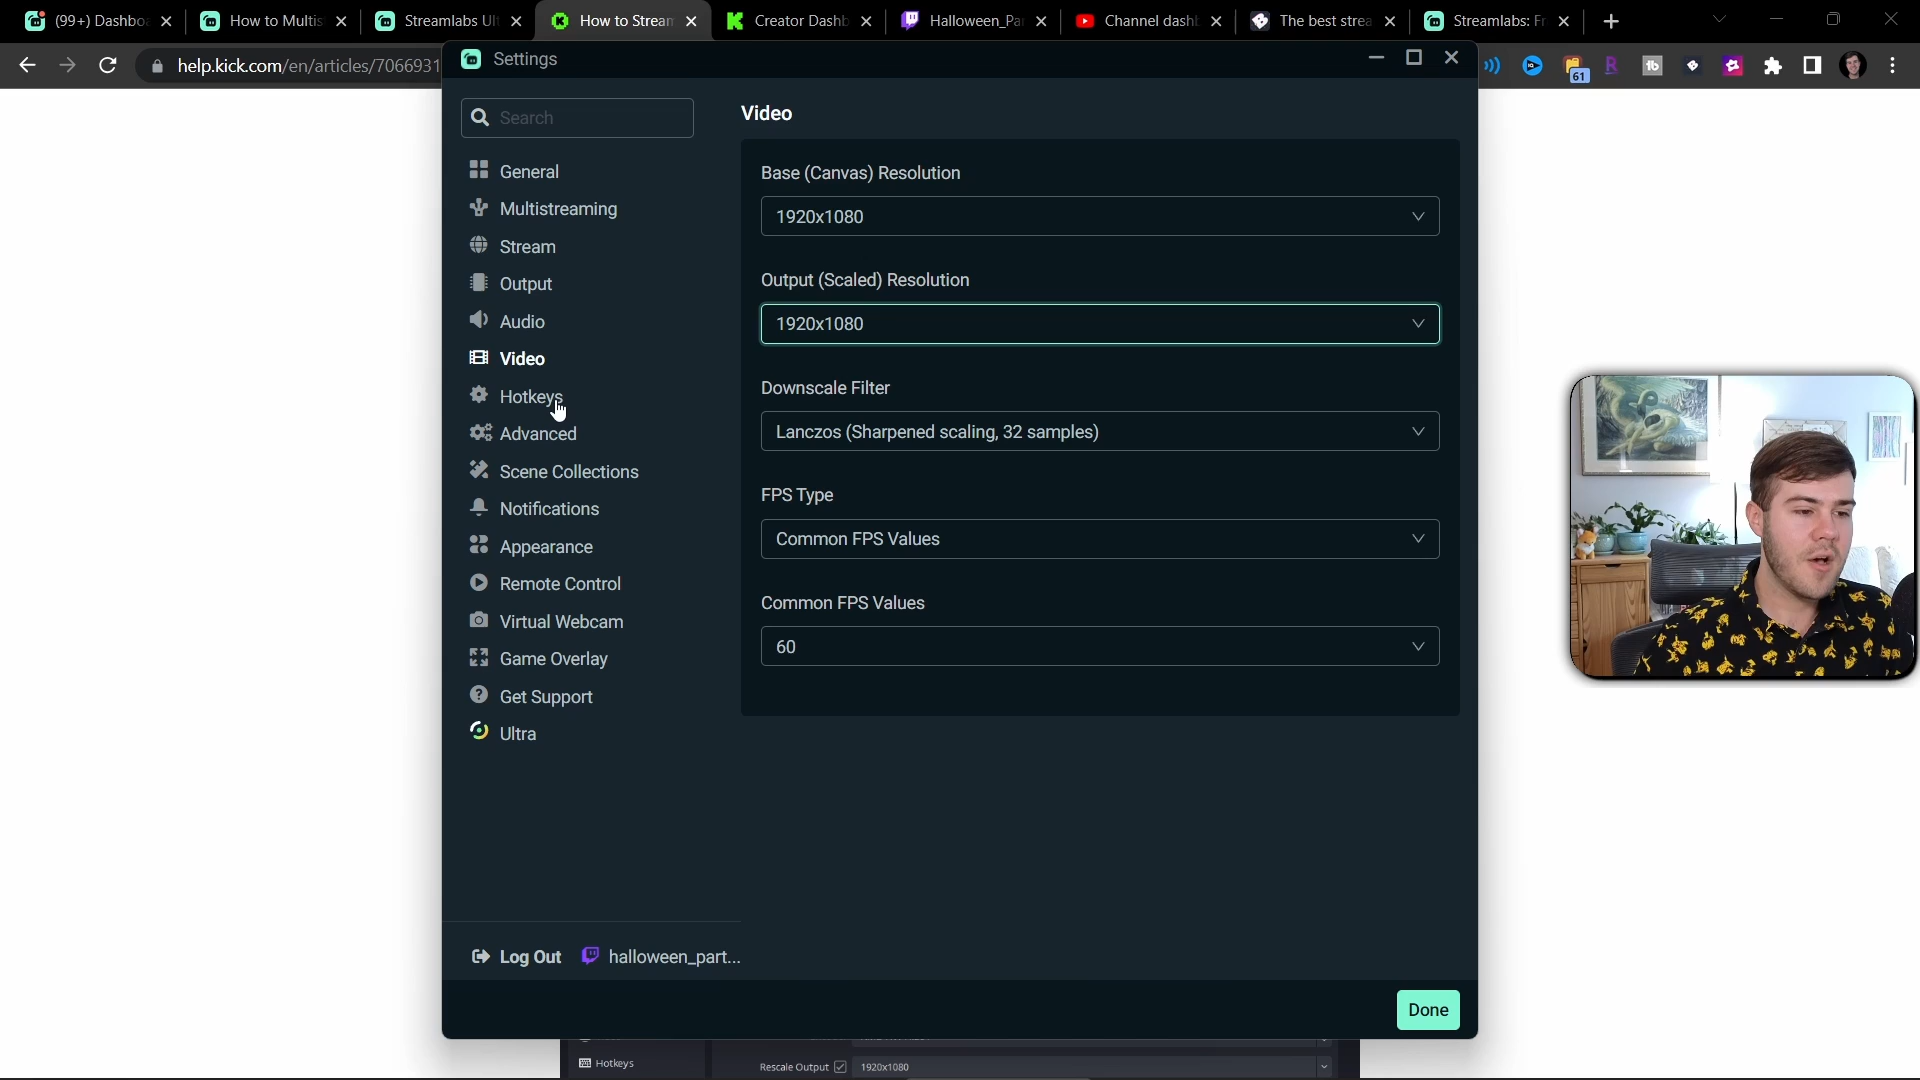 (99+) Dashbo
How to Multis
Streamlabs Ul
How to Stream
Creator Dashb
Halloween_Pa
Channel dashb
The best strea
Streamlabs: Fr
help.kick.com/en/articles/7066931
61
Settings
Search
General
Multistreaming
Stream
Output
Audio
Video
Hotkeys
Advanced
Scene Collections
Notifications
Appearance
Remote Control
Virtual Webcam
Game Overlay
Get Support
Ultra
Log Out
halloween_part...
Video
Base (Canvas) Resolution
1920x1080
Output (Scaled) Resolution
1920x1080
Downscale Filter
Lanczos (Sharpened scaling, 32 samples)
FPS Type
Common FPS Values
Common FPS Values
60
Done
Hotkeys
Rescale Output
1920x1080